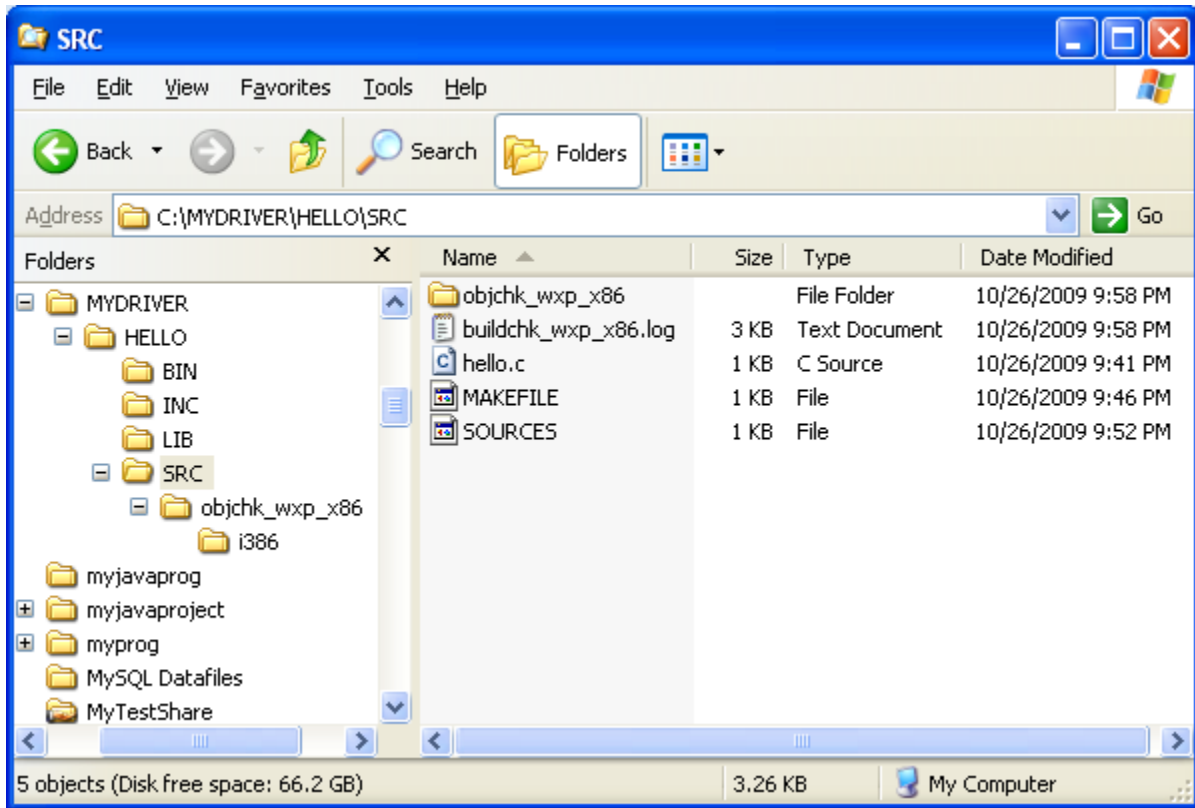 SRC
File Edit View Favorites Tools Help
Back Search Folders
Address C:\MYDRIVER\HELLO\SRC Go
Folders Name Size Type Date Modified
MYDRIVER
HELLO
BIN
INC
LIB
SRC
objchk_wxp_x86
i386
myjavaprog
myjavaproject
myprog
MySQL Datafiles
MyTestShare
objchk_wxp_x86 File Folder 10/26/2009 9:58 PM
buildchk_wxp_x86.log 3 KB Text Document 10/26/2009 9:58 PM
hello.c 1 KB C Source 10/26/2009 9:41 PM
MAKEFILE 1 KB File 10/26/2009 9:46 PM
SOURCES 1 KB File 10/26/2009 9:52 PM
5 objects (Disk free space: 66.2 GB) 3.26 KB My Computer